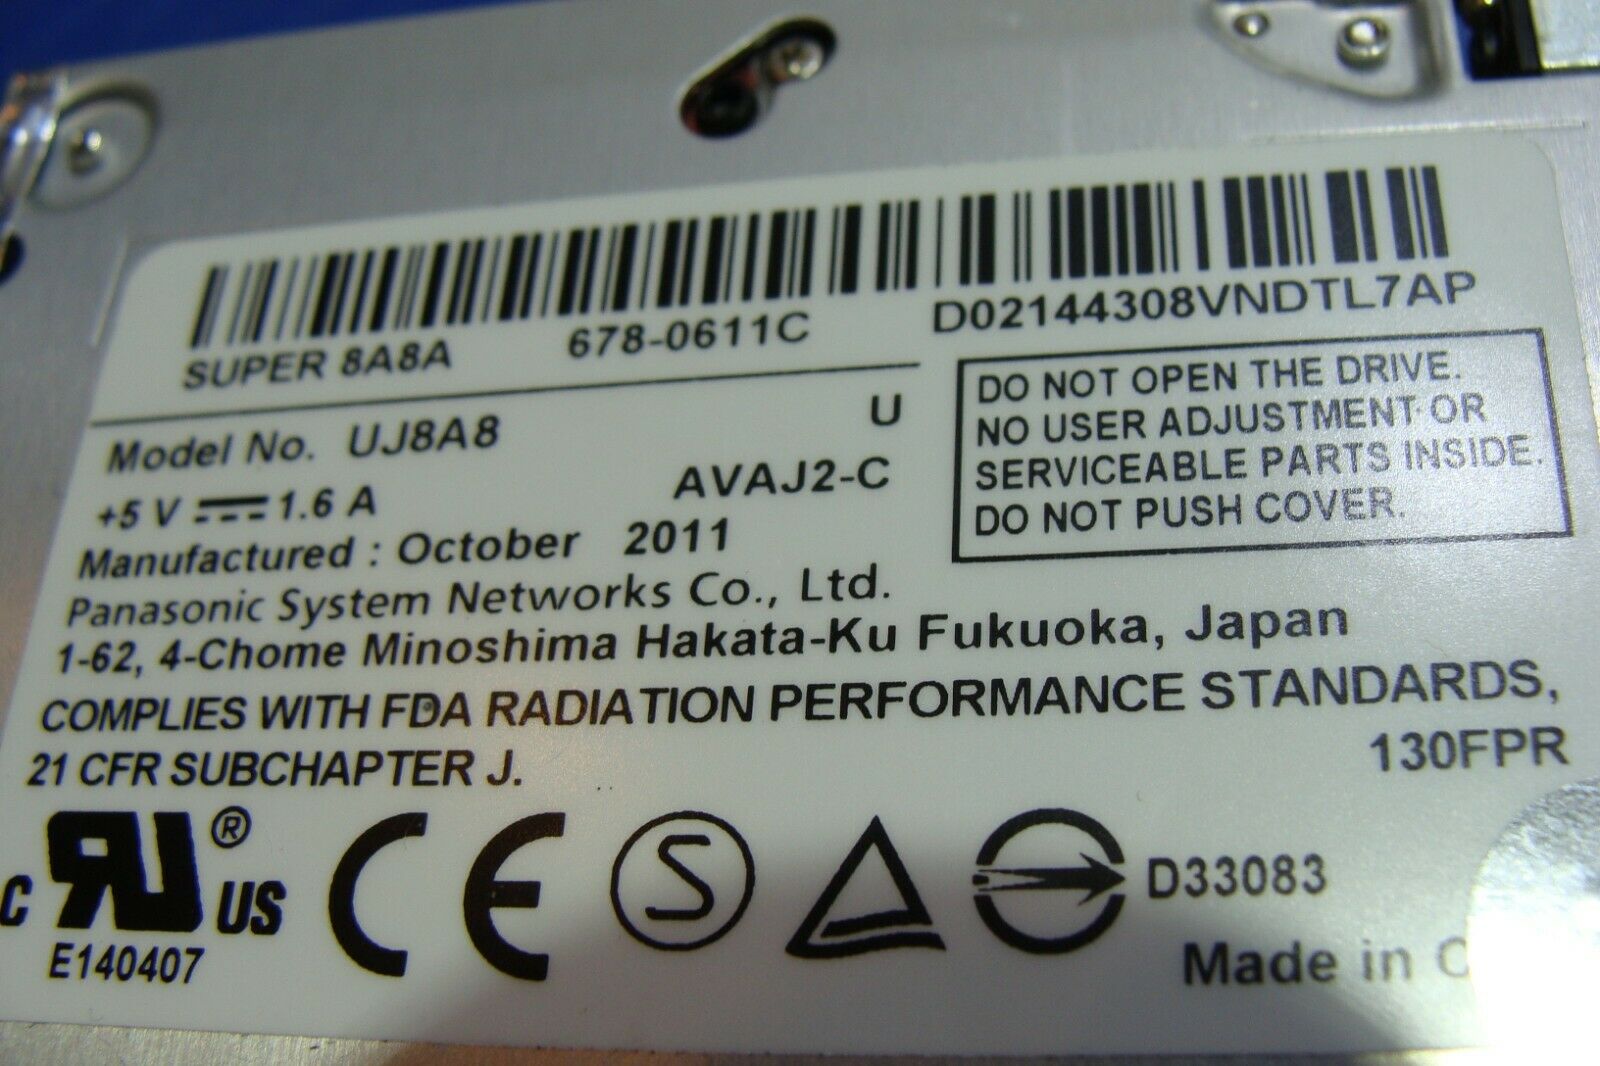 SUPER 8A8A 678-0611C D02144308VNDTL7AP
Model No. UJ8A8 U
+5 V 1.6 A AVAJ2-C
Manufactured : October 2011
DO NOT OPEN THE DRIVE.
NO USER ADJUSTMENT OR
SERVICEABLE PARTS INSIDE.
DO NOT PUSH COVER.
Panasonic System Networks Co., Ltd.
1-62, 4-Chome Minoshima Hakata-Ku Fukuoka, Japan
COMPLIES WITH FDA RADIATION PERFORMANCE STANDARDS,
21 CFR SUBCHAPTER J. 130FPR
C UL ® US
E140407
CE
S
D33083
Made in